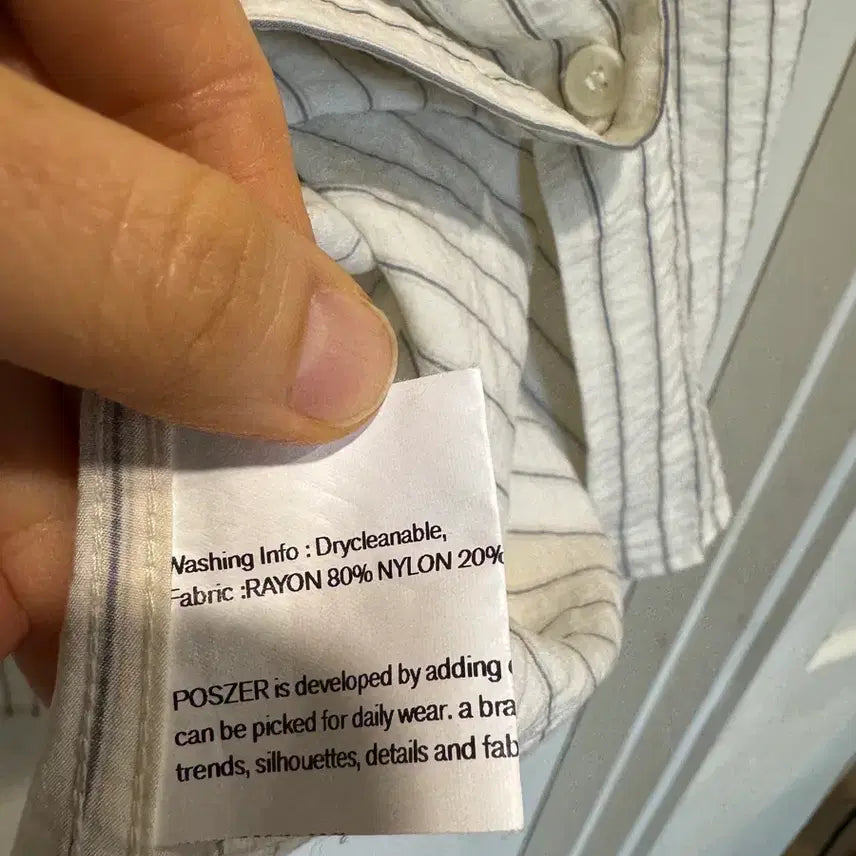 Washing Info : Drycleanable,
Fabric :RAYON 80% NYLON 20%
POSZER is developed by adding
can be picked for daily wear. a bra
trends, silhouettes, details and fab